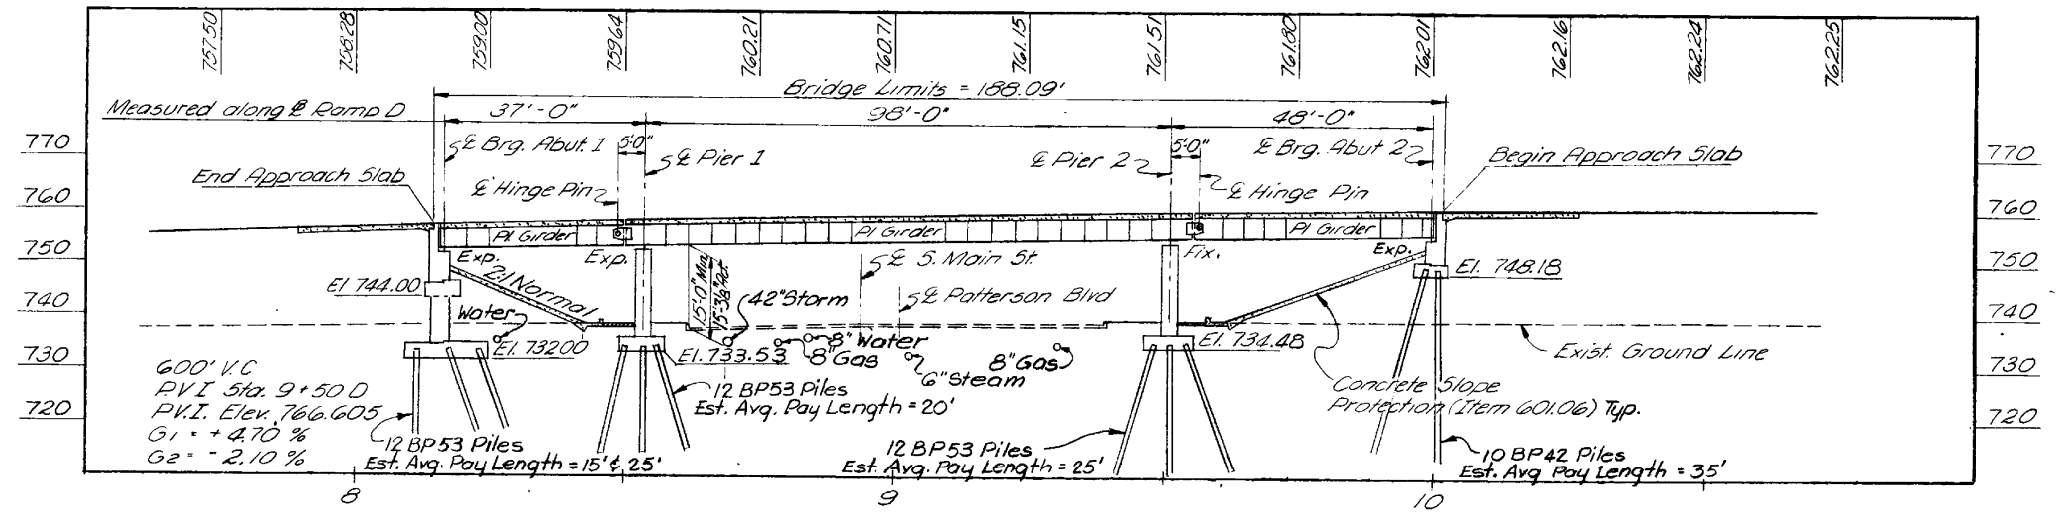 757.50 758.28 759.00 759.64 760.21 760.71 761.15 761.51 761.80 762.01 762.16 762.24 762.25
Bridge Limits = 188.09'
Measured along ℄ Ramp D
37'-0" 98'-0" 48'-0"
770 ℄ Brg. Abut. 1 5'-0" ℄ Pier 1 ℄ Pier 2 5'-0" ℄ Brg. Abut 2 Begin Approach Slab 770
End Approach Slab ℄ Hinge Pin ℄ Hinge Pin
760 760
Pl Girder Pl Girder Pl Girder
750 Exp. Exp. Fix. Exp. 750
15'-0" Min
15'-3⅜" Act.
℄ S. Main St.
El. 748.18
2:1 Normal
El 744.00
42" Storm
℄ Patterson Blvd
740 740
Water
8" Water
El. 732.00 El. 733.53 8" Gas 8" Gas El. 734.48
Exist. Ground Line
730 730
6" Steam
600' V.C
P.V.I Sta. 9+50 D
P.V.I. Elev. 766.605
G1 = +4.70 %
G2 = -2.10 %
12 BP53 Piles
Est. Avg. Pay Length = 20'
Concrete Slope
Protection (Item 601.06) Typ.
720 720
12 BP53 Piles
Est. Avg. Pay Length = 15' & 25'
12 BP53 Piles
Est. Avg. Pay Length = 25'
10 BP42 Piles
Est. Avg Pay Length = 35'
8 9 10